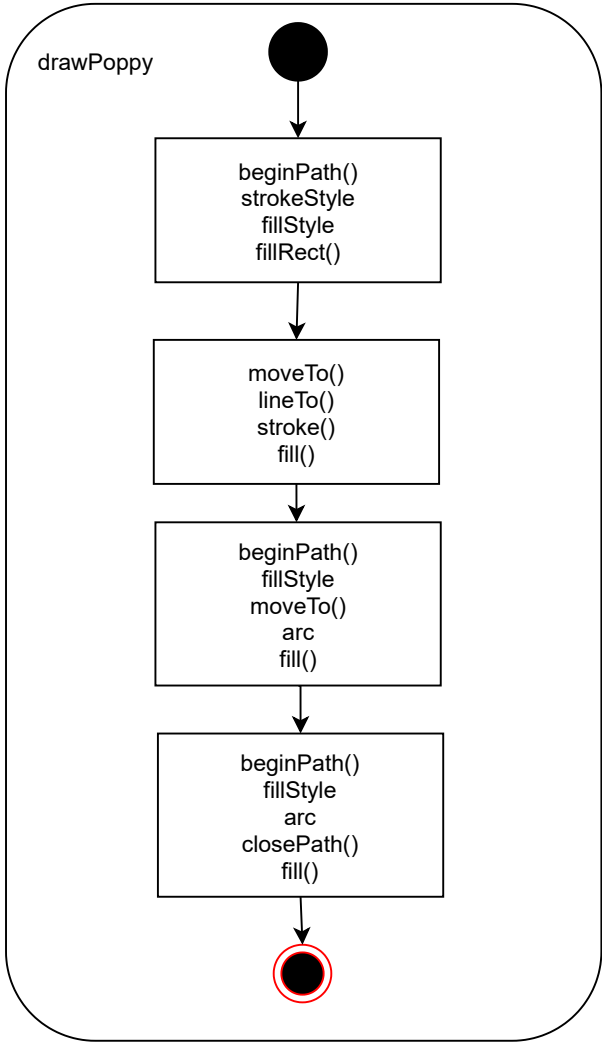 drawPoppy
beginPath()
strokeStyle
fillStyle
fillRect()
moveTo()
lineTo()
stroke()
fill()
beginPath()
fillStyle
moveTo()
arc
fill()
beginPath()
fillStyle
arc
closePath()
fill()